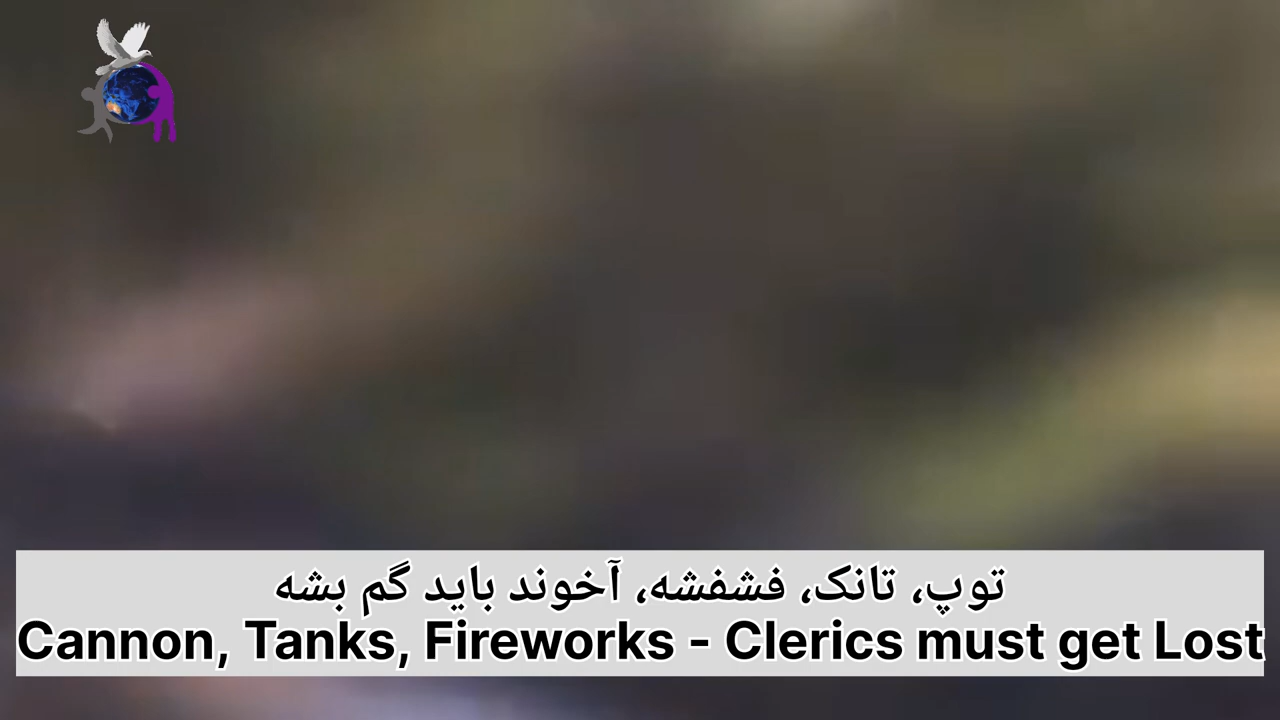 توپ، تانک، فشفشه، آخوند باید گم بشه
Cannon, Tanks, Fireworks - Clerics must get Lost